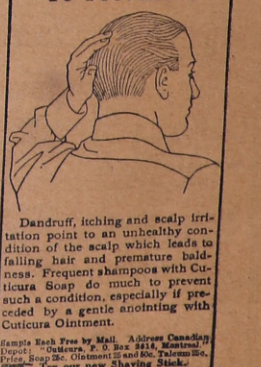 Dandruff, itching and scalp irri-
tation point to an unhealthy con-
dition of the scalp which leads to
falling hair and premature bald-
ness. Frequent shampoos with Cu-
ticura Soap do much to prevent
such a condition, especially if pre-
ceded by a gentle anointing with
Cuticura Ointment.
Sample Each Free by Mail. Address Canadian
Depot: "Cuticura, P. O. Box 2616, Montreal."
Price, Soap 25c. Ointment 25 and 50c. Talcum 25c.
Try our new Shaving Stick.